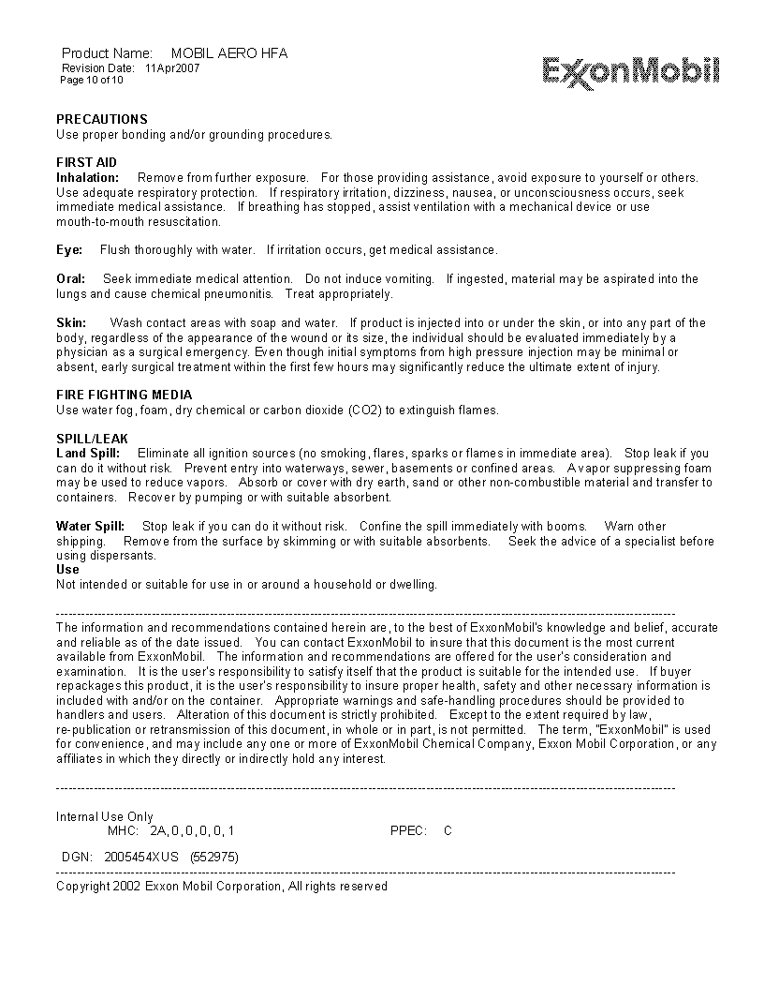 Product Name: MOBIL AERO HFA
Revision Date: 11Apr2007
Page 10 of 10
ExxonMobil
PRECAUTIONS
Use proper bonding and/or grounding procedures.
FIRST AID
Inhalation: Remove from further exposure. For those providing assistance, avoid exposure to yourself or others.
Use adequate respiratory protection. If respiratory irritation, dizziness, nausea, or unconsciousness occurs, seek
immediate medical assistance. If breathing has stopped, assist ventilation with a mechanical device or use
mouth-to-mouth resuscitation.
Eye: Flush thoroughly with water. If irritation occurs, get medical assistance.
Oral: Seek immediate medical attention. Do not induce vomiting. If ingested, material may be aspirated into the
lungs and cause chemical pneumonitis. Treat appropriately.
Skin: Wash contact areas with soap and water. If product is injected into or under the skin, or into any part of the
body, regardless of the appearance of the wound or its size, the individual should be evaluated immediately by a
physician as a surgical emergency. Even though initial symptoms from high pressure injection may be minimal or
absent, early surgical treatment within the first few hours may significantly reduce the ultimate extent of injury.
FIRE FIGHTING MEDIA
Use water fog, foam, dry chemical or carbon dioxide (CO2) to extinguish flames.
SPILL/LEAK
Land Spill: Eliminate all ignition sources (no smoking, flares, sparks or flames in immediate area). Stop leak if you
can do it without risk. Prevent entry into waterways, sewer, basements or confined areas. A vapor suppressing foam
may be used to reduce vapors. Absorb or cover with dry earth, sand or other non-combustible material and transfer to
containers. Recover by pumping or with suitable absorbent.
Water Spill: Stop leak if you can do it without risk. Confine the spill immediately with booms. Warn other
shipping. Remove from the surface by skimming or with suitable absorbents. Seek the advice of a specialist before
using dispersants.
Use
Not intended or suitable for use in or around a household or dwelling.
The information and recommendations contained herein are, to the best of ExxonMobil's knowledge and belief, accurate
and reliable as of the date issued. You can contact ExxonMobil to insure that this document is the most current
available from ExxonMobil. The information and recommendations are offered for the user's consideration and
examination. It is the user's responsibility to satisfy itself that the product is suitable for the intended use. If buyer
repackages this product, it is the user's responsibility to insure proper health, safety and other necessary information is
included with and/or on the container. Appropriate warnings and safe-handling procedures should be provided to
handlers and users. Alteration of this document is strictly prohibited. Except to the extent required by law,
re-publication or retransmission of this document, in whole or in part, is not permitted. The term, "ExxonMobil" is used
for convenience, and may include any one or more of ExxonMobil Chemical Company, Exxon Mobil Corporation, or any
affiliates in which they directly or indirectly hold any interest.
Internal Use Only
MHC: 2A, 0, 0, 0, 0, 1 PPEC: C
DGN: 2005454XUS (552975)
Copyright 2002 Exxon Mobil Corporation, All rights reserved